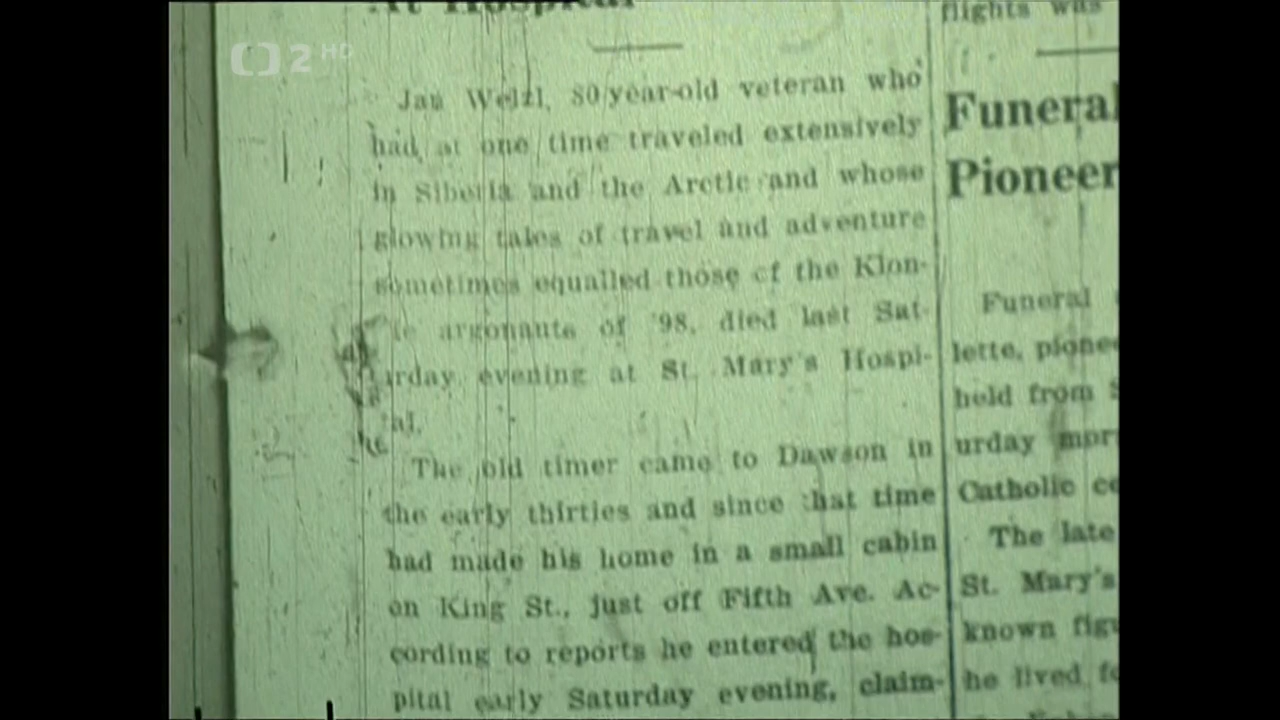 2 HD
At Hospital
Jan Welzl, 80 year-old veteran who
had at one time traveled extensively
in Siberia and the Arctic and whose
glowing tales of travel and adventure
sometimes equalled those of the Klon-
argonauts of '98, died last Sat-
urday evening at St. Mary's Hospi-
al.
The old timer came to Dawson in
the early thirties and since that time
had made his home in a small cabin
on King St., just off Fifth Ave. Ac-
cording to reports he entered the hos-
pital early Saturday evening, claim-
flights was
Funeral
Pioneer
Funeral
lette, pionee
held from S
urday mor
Catholic ce
The late
St. Mary's
known figu
he lived fo